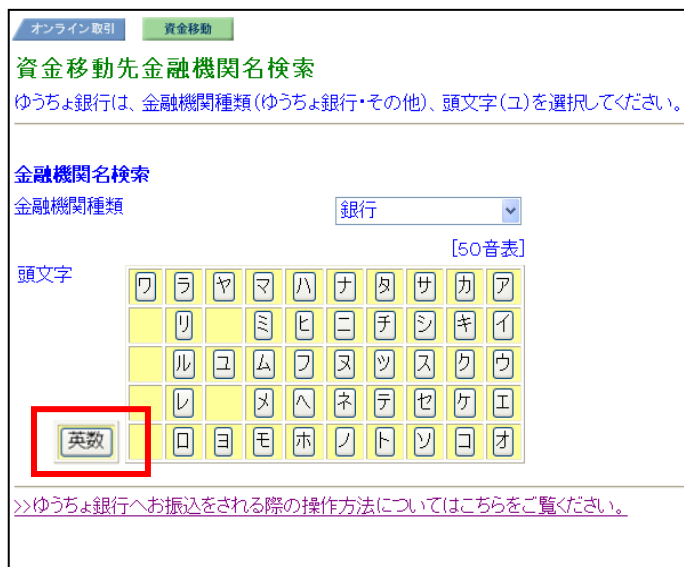 オンライン取引 資金移動
資金移動先金融機関名検索
ゆうちょ銀行は、金融機関種類(ゆうちょ銀行・その他)、頭文字(ユ)を選択してください。
金融機関名検索
金融機関種類 銀行
[50音表]
頭文字 ワ ラ ヤ マ ハ ナ タ サ カ ア
リ ミ ヒ ニ チ シ キ イ
ル ユ ム フ ヌ ツ ス ク ウ
レ メ ヘ ネ テ セ ケ エ
英数 ロ ヨ モ ホ ノ ト ソ コ オ
>>ゆうちょ銀行へお振込をされる際の操作方法についてはこちらをご覧ください。